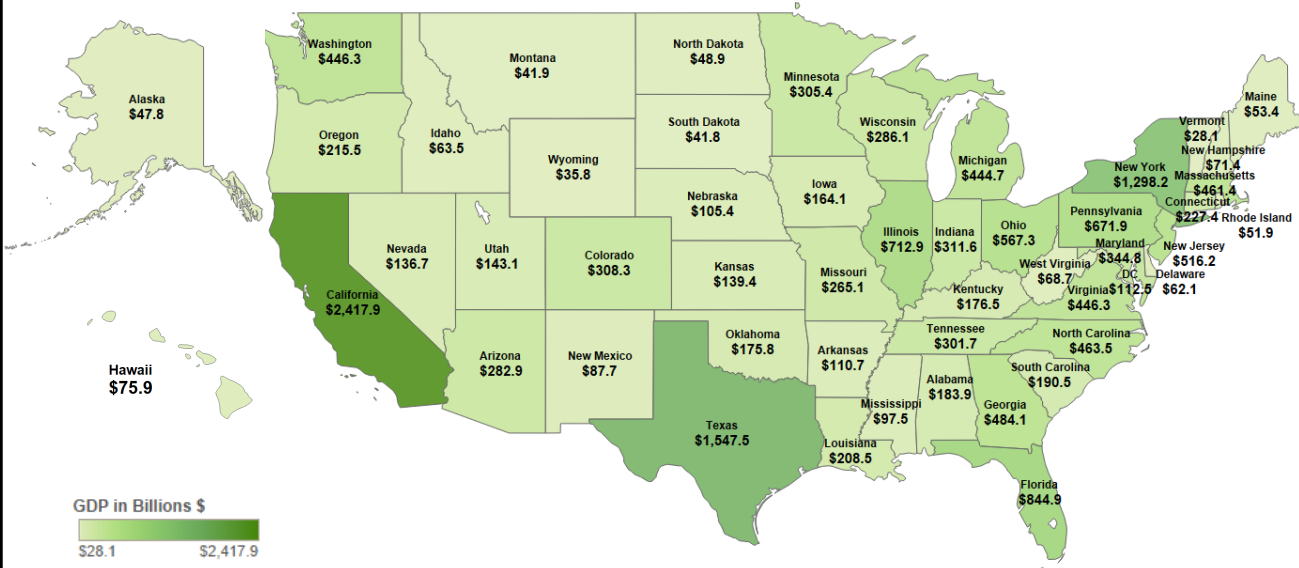 Washington
$446.3
Montana
$41.9
North Dakota
$48.9
Minnesota
$305.4
Maine
$53.4
Alaska
$47.8
Oregon
$215.5
Idaho
$63.5
South Dakota
$41.8
Wisconsin
$286.1
Vermont
$28.1
New Hampshire
$71.4
Wyoming
$35.8
Michigan
$444.7
New York
$1,298.2
Massachusetts
$461.4
Nebraska
$105.4
Iowa
$164.1
Connecticut
$227.4
Rhode Island
$51.9
Pennsylvania
$671.9
Nevada
$136.7
Utah
$143.1
Colorado
$308.3
Illinois
$712.9
Indiana
$311.6
Ohio
$567.3
Maryland
$344.8
New Jersey
$516.2
Kansas
$139.4
Missouri
$265.1
West Virginia
$68.7
DC
$112.5
Delaware
$62.1
California
$2,417.9
Kentucky
$176.5
Virginia
$446.3
Oklahoma
$175.8
Tennessee
$301.7
North Carolina
$463.5
Arizona
$282.9
New Mexico
$87.7
Arkansas
$110.7
South Carolina
$190.5
Hawaii
$75.9
Mississippi
$97.5
Alabama
$183.9
Georgia
$484.1
Texas
$1,547.5
Louisiana
$208.5
Florida
$844.9
GDP in Billions $
$28.1
$2,417.9